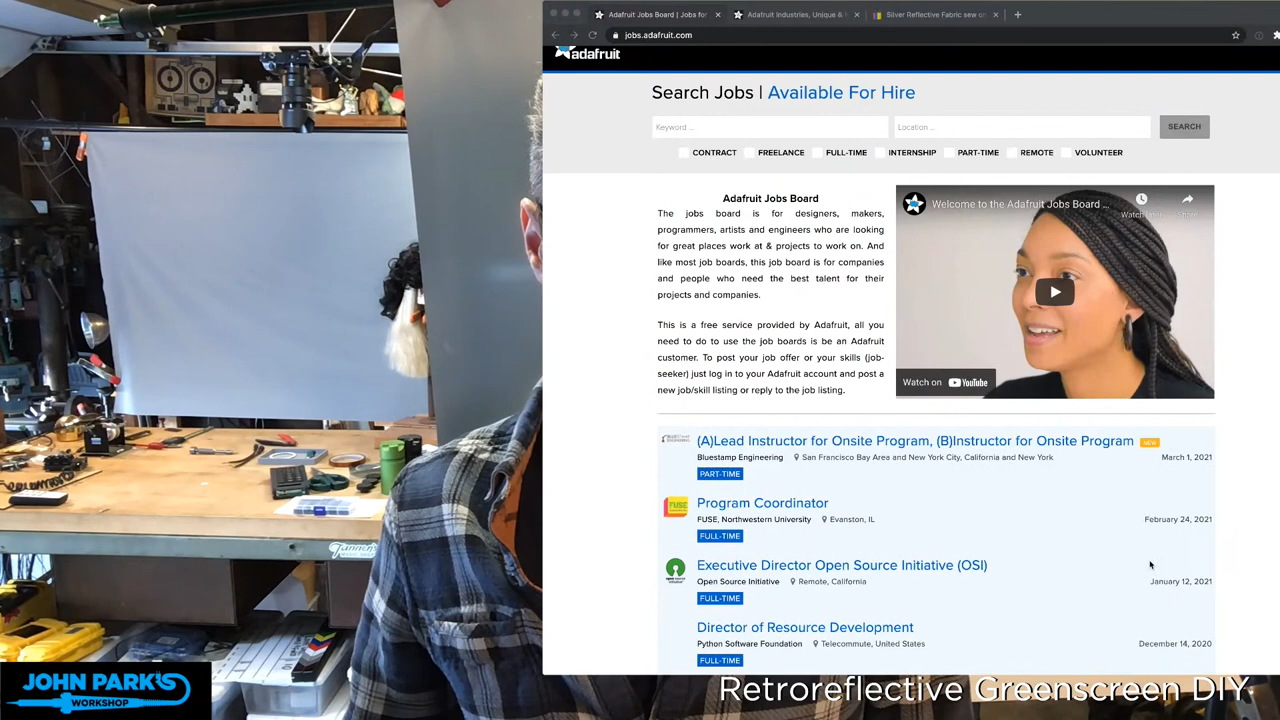 Adafruit Jobs Board | Jobs for
Adafruit Industries, Unique &
Silver Reflective Fabric sew o
jobs.adafruit.com
adafruit
Search Jobs | Available For Hire
Keyword ...
Location ...
SEARCH
CONTRACT FREELANCE FULL-TIME INTERNSHIP PART-TIME REMOTE VOLUNTEER
Adafruit Jobs Board
The jobs board is for designers, makers,
programmers, artists and engineers who are looking
for great places work at & projects to work on. And
like most job boards, this job board is for companies
and people who need the best talent for their
projects and companies.
This is a free service provided by Adafruit, all you
need to do to use the job boards is be an Adafruit
customer. To post your job offer or your skills (job-
seeker) just log in to your Adafruit account and post a
new job/skill listing or reply to the job listing.
Welcome to the Adafruit Jobs Board ...
Watch later
Share
Watch on YouTube
(A)Lead Instructor for Onsite Program, (B)Instructor for Onsite Program NEW
Bluestamp Engineering San Francisco Bay Area and New York City, California and New York March 1, 2021
PART-TIME
FUSE
Program Coordinator
FUSE, Northwestern University Evanston, IL February 24, 2021
FULL-TIME
open source initiative
Executive Director Open Source Initiative (OSI)
Open Source Initiative Remote, California January 12, 2021
FULL-TIME
Director of Resource Development
Python Software Foundation Telecommute, United States December 14, 2020
FULL-TIME
Tannen's
JOHN PARK'S
WORKSHOP
Retroreflective Greenscreen DIY